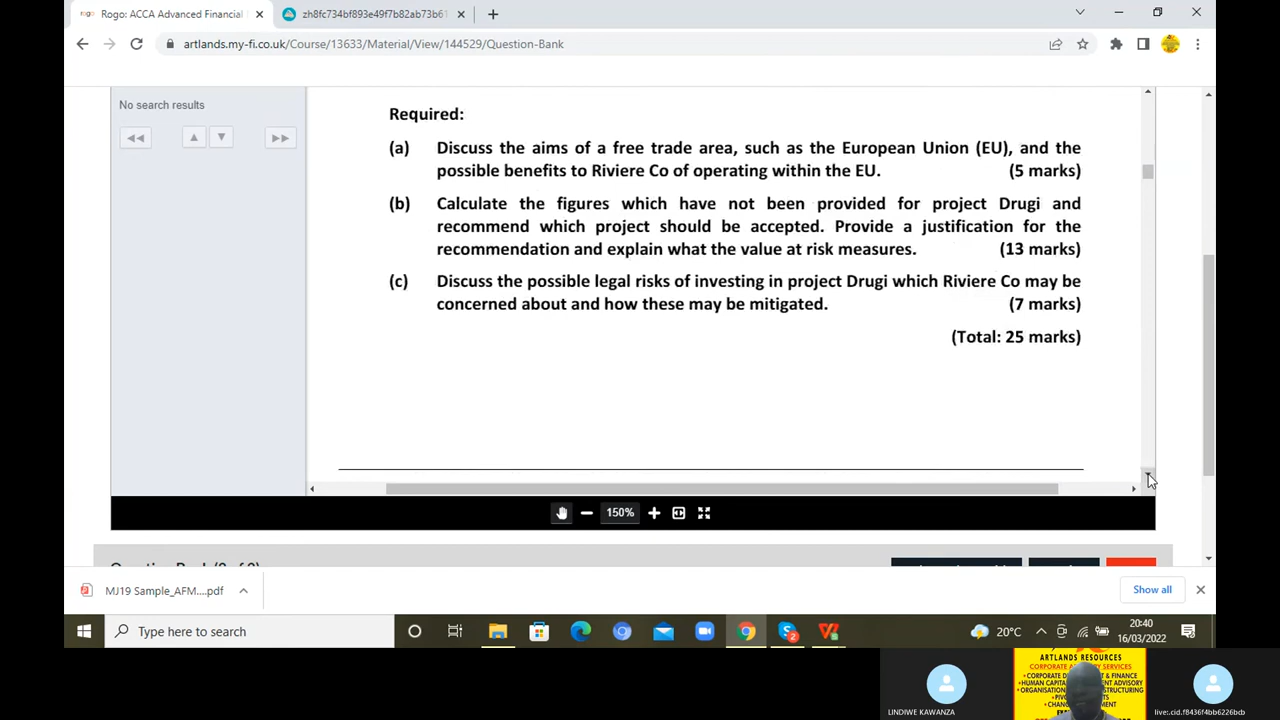 Rogo: ACCA Advanced Financial
zh8fc734bf893e49f7b82ab73b61
artlands.my-fi.co.uk/Course/13633/Material/View/144529/Question-Bank
No search results
Required:
(a) Discuss the aims of a free trade area, such as the European Union (EU), and the
possible benefits to Riviere Co of operating within the EU. (5 marks)
(b) Calculate the figures which have not been provided for project Drugi and
recommend which project should be accepted. Provide a justification for the
recommendation and explain what the value at risk measures. (13 marks)
(c) Discuss the possible legal risks of investing in project Drugi which Riviere Co may be
concerned about and how these may be mitigated. (7 marks)
(Total: 25 marks)
150%
MJ19 Sample_AFM....pdf
Show all
Type here to search
20°C
20:40
16/03/2022
ARTLANDS RESOURCES
LINDIWE KAWANZA
live:.cid.f8436f4bb6226bcb